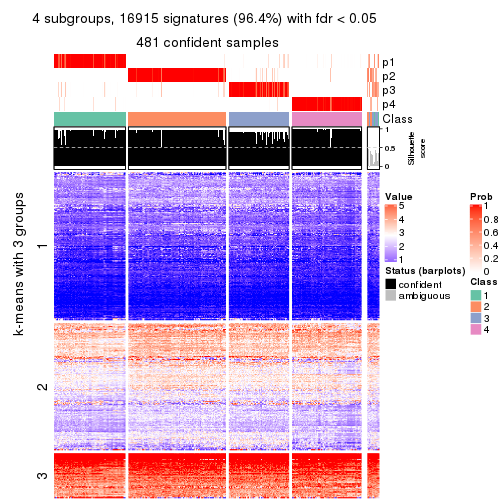 4 subgroups, 16915 signatures (96.4%) with fdr < 0.05
481 confident samples
p1
p2
p3
p4
Class
1
0.5
0
Silhouette
score
k-means with 3 groups
1
2
3
Value
5
4
3
2
1
Status (barplots)
confident
ambiguous
Prob
1
0.8
0.6
0.4
0.2
0
Class
1
2
3
4